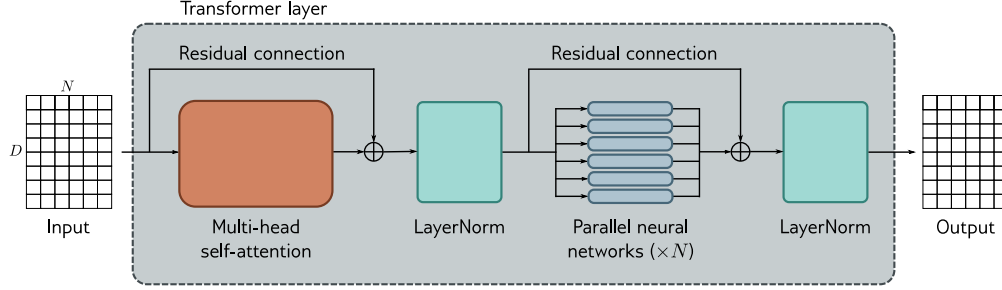 Transformer layer
Residual connection
Residual connection
N
D
Input
Multi-head
self-attention
LayerNorm
Parallel neural
networks (×N)
LayerNorm
Output